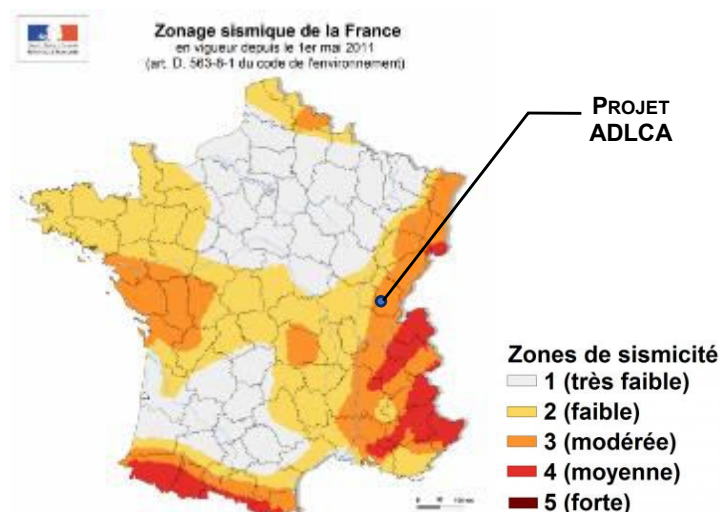 Zonage sismique de la France
en vigueur depuis le 1er mai 2011
(art. D. 563-8-1 du code de l'environnement)
PROJET
ADLCA
Zones de sismicité
1 (très faible)
2 (faible)
3 (modérée)
4 (moyenne)
5 (forte)